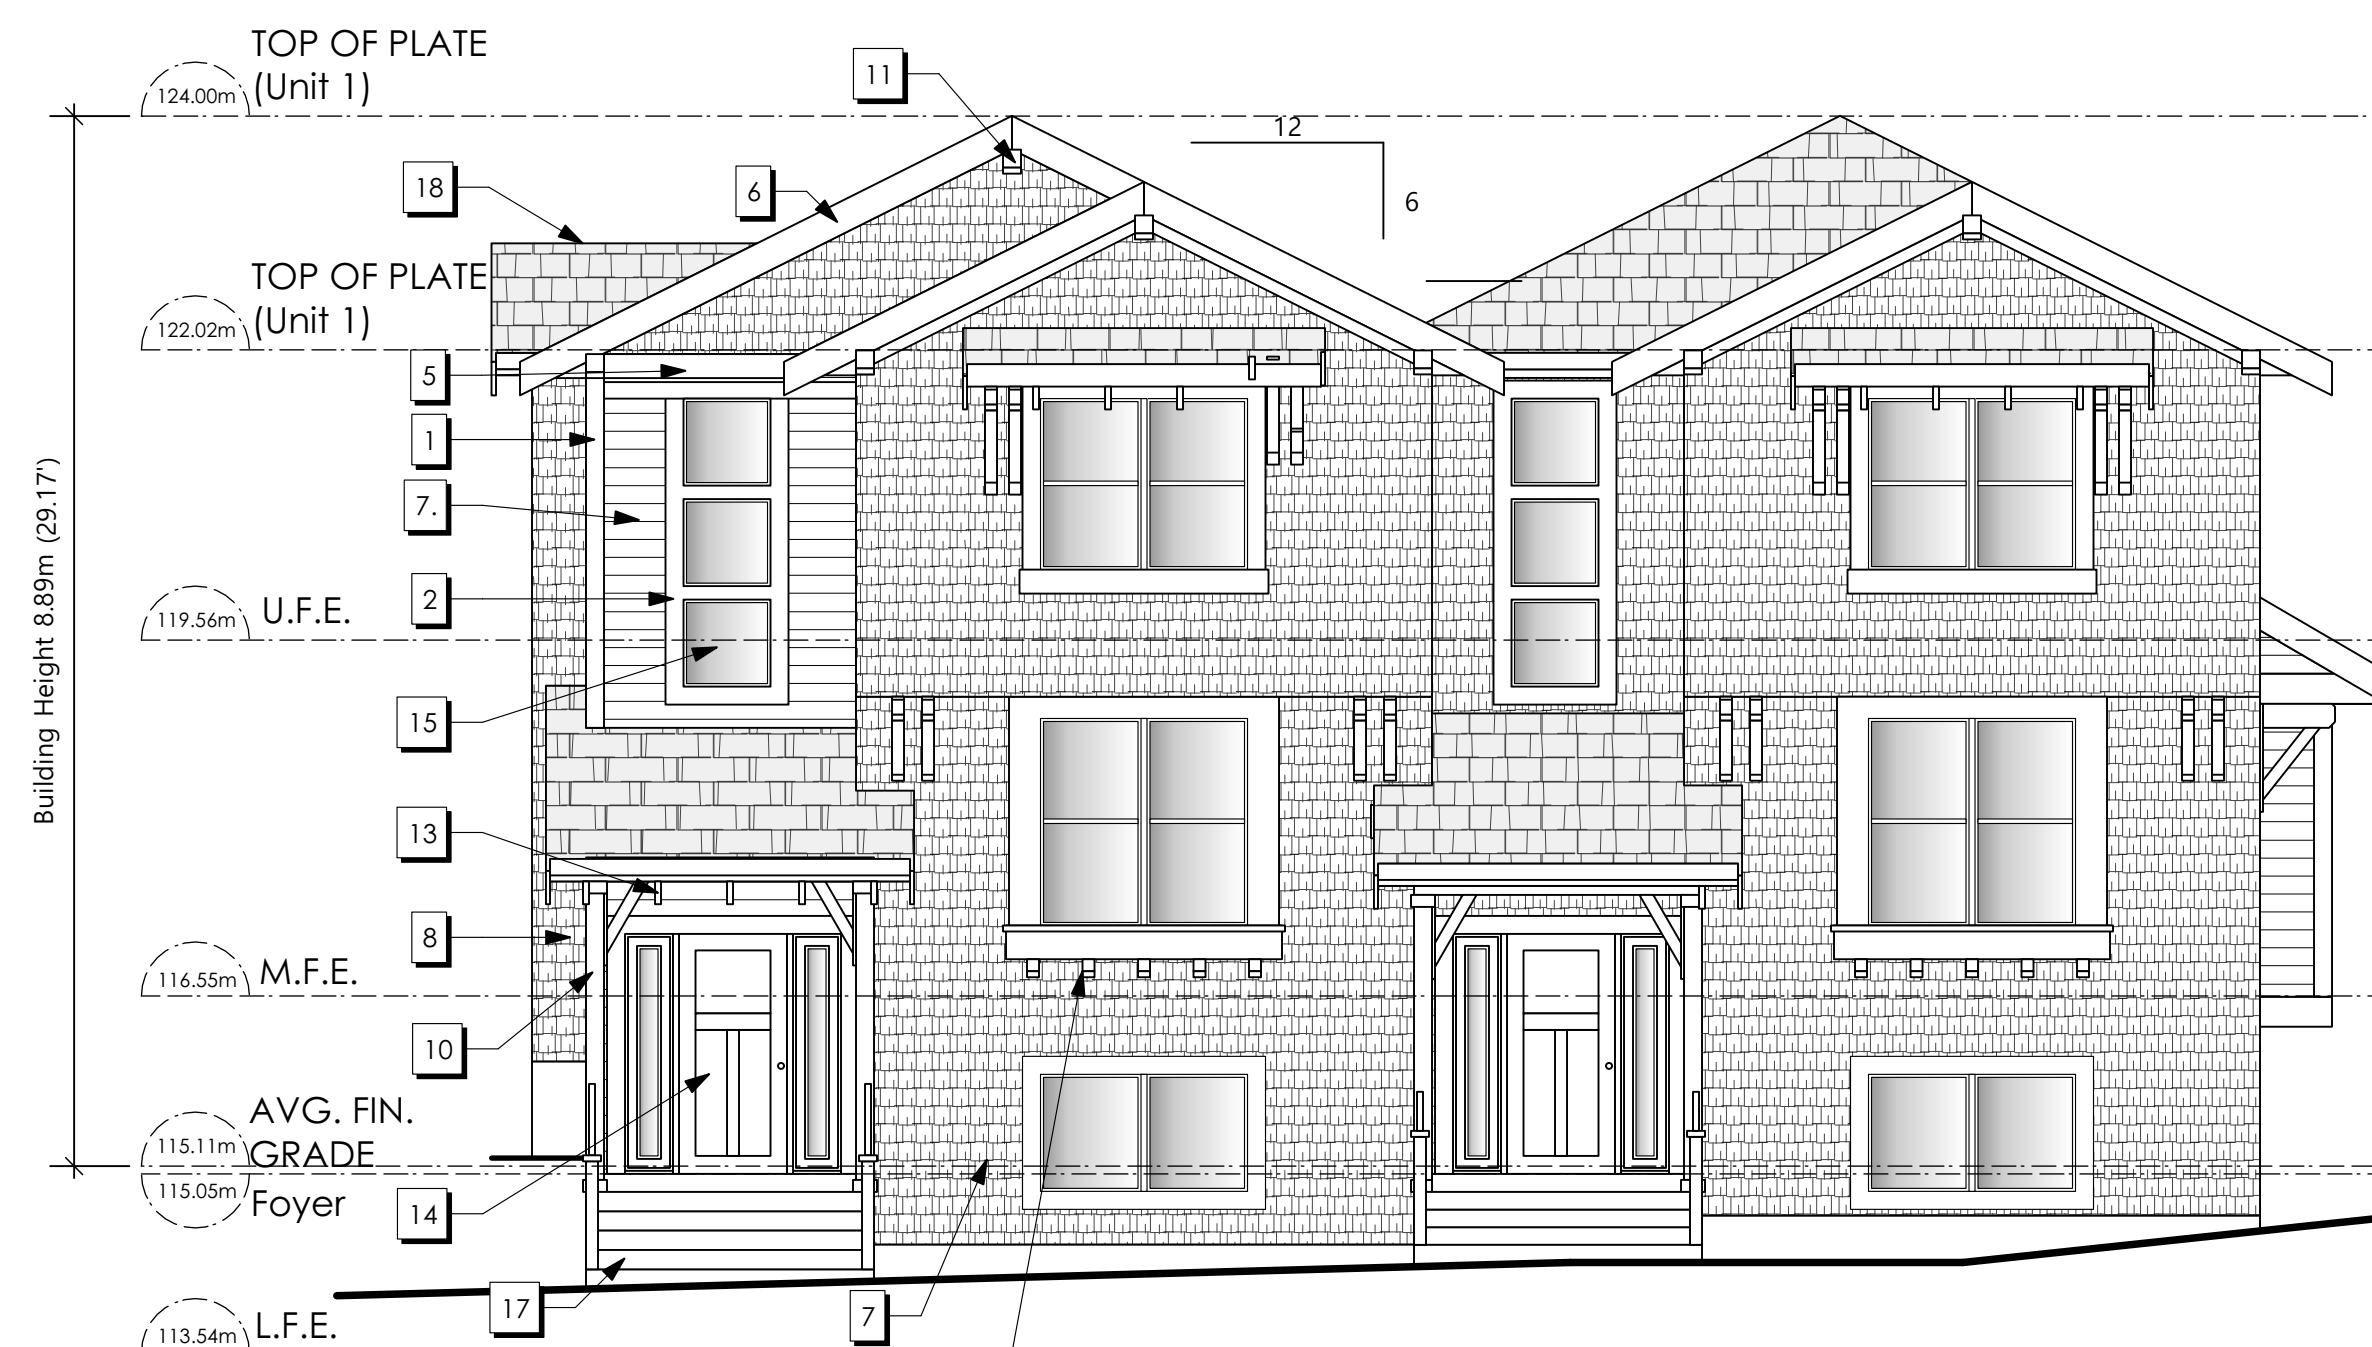 TOP OF PLATE
(Unit 1)
124.00m
11
12
6
18
6
TOP OF PLATE
(Unit 1)
122.02m
5
1
7.
2
119.56m
U.F.E.
Building Height 8.89m (29.17')
15
13
8
116.55m
M.F.E.
10
AVG. FIN.
GRADE
115.11m
115.05m
Foyer
14
17
7
113.54m
L.F.E.